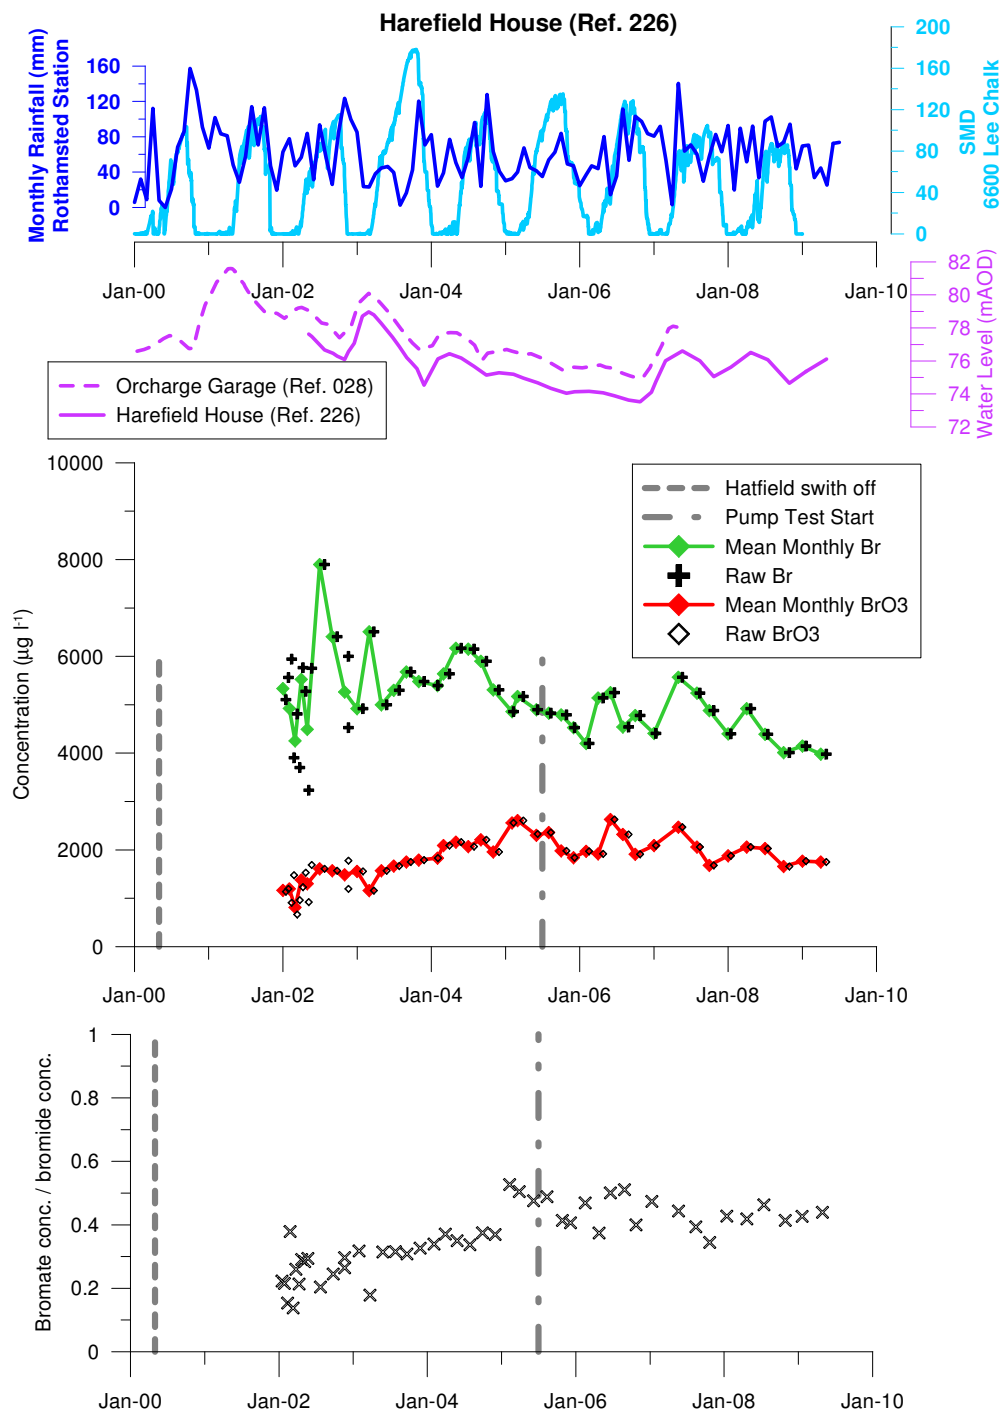 Harefield House (Ref. 226)
Monthly Rainfall (mm)
Rothamsted Station
160
120
80
40
0
200
160
120
80
40
0
SMD
6600 Lee Chalk
Jan-00
Jan-02
Jan-04
Jan-06
Jan-08
Jan-10
82
80
78
76
74
72
Water Level (mAOD)
Orcharge Garage (Ref. 028)
Harefield House (Ref. 226)
10000
8000
6000
4000
2000
0
Concentration (µg l-1)
Hatfield swith off
Pump Test Start
Mean Monthly Br
Raw Br
Mean Monthly BrO3
Raw BrO3
Jan-00
Jan-02
Jan-04
Jan-06
Jan-08
Jan-10
1
0.8
0.6
0.4
0.2
0
Bromate conc. / bromide conc.
Jan-00
Jan-02
Jan-04
Jan-06
Jan-08
Jan-10